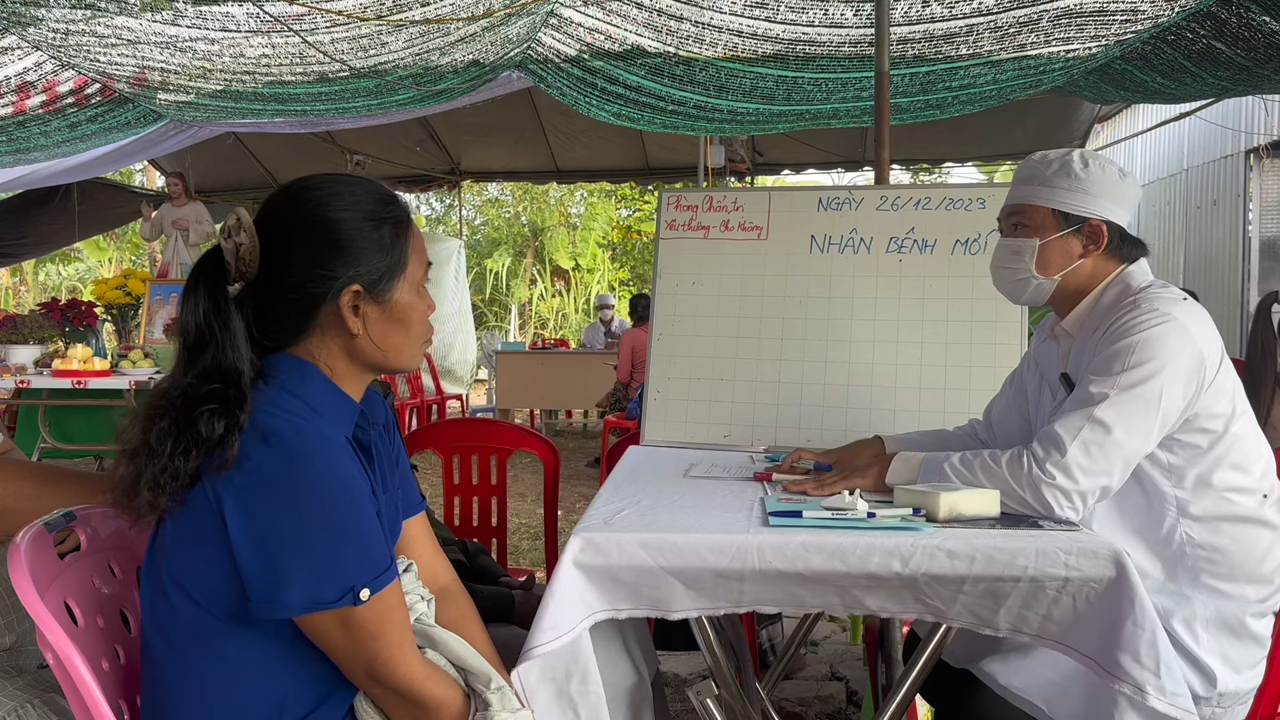 Phòng Chẩn trị
Yêu thương - Cho Không
NGÀY 26/12/2023
NHÂN BỆNH MỚI